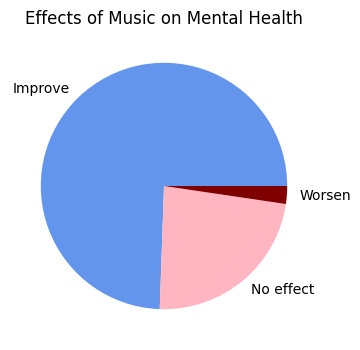 Effects of Music on Mental Health
Improve
Worsen
No effect